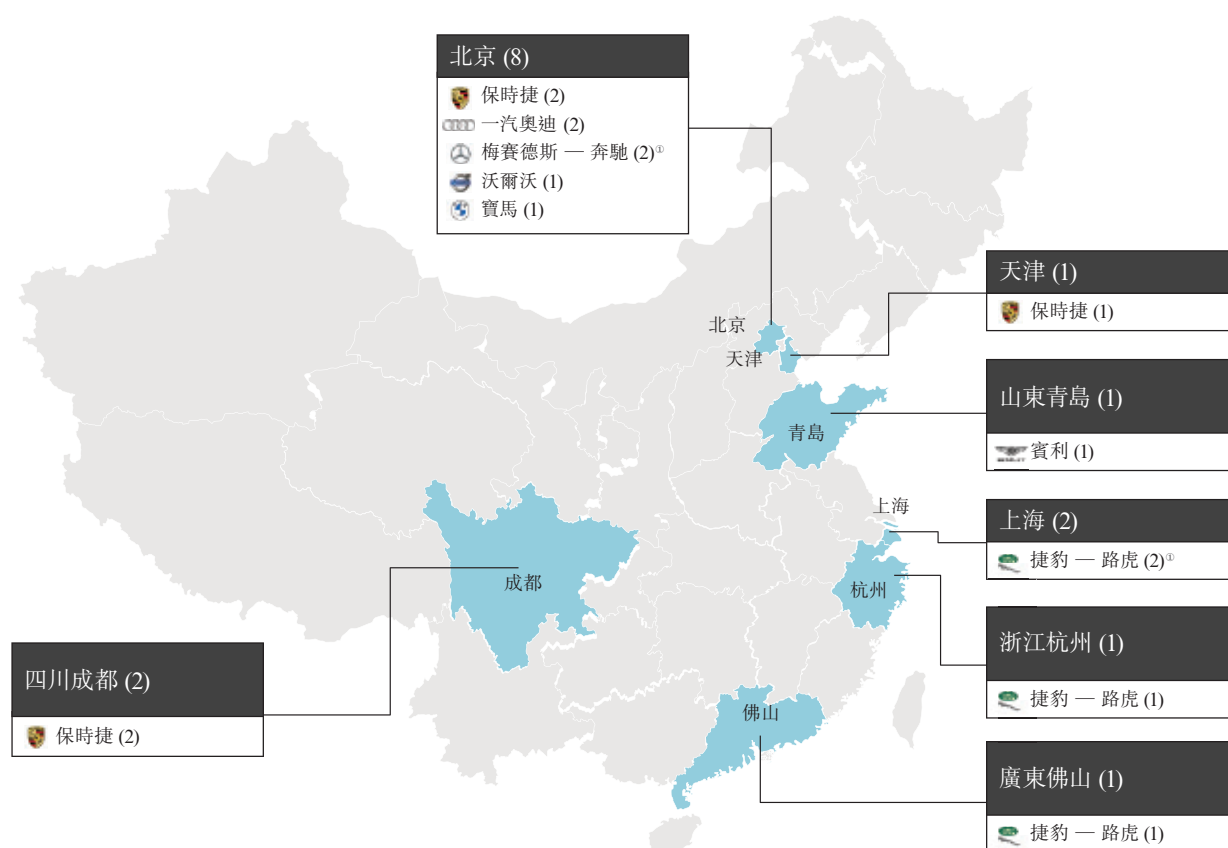 北京 (8)
保時捷 (2)
一汽奧迪 (2)
梅賽德斯 — 奔馳 (2)①
沃爾沃 (1)
寶馬 (1)
天津 (1)
保時捷 (1)
北京
天津
山東青島 (1)
賓利 (1)
青島
上海
上海 (2)
捷豹 — 路虎 (2)①
成都
杭州
浙江杭州 (1)
捷豹 — 路虎 (1)
四川成都 (2)
保時捷 (2)
佛山
廣東佛山 (1)
捷豹 — 路虎 (1)